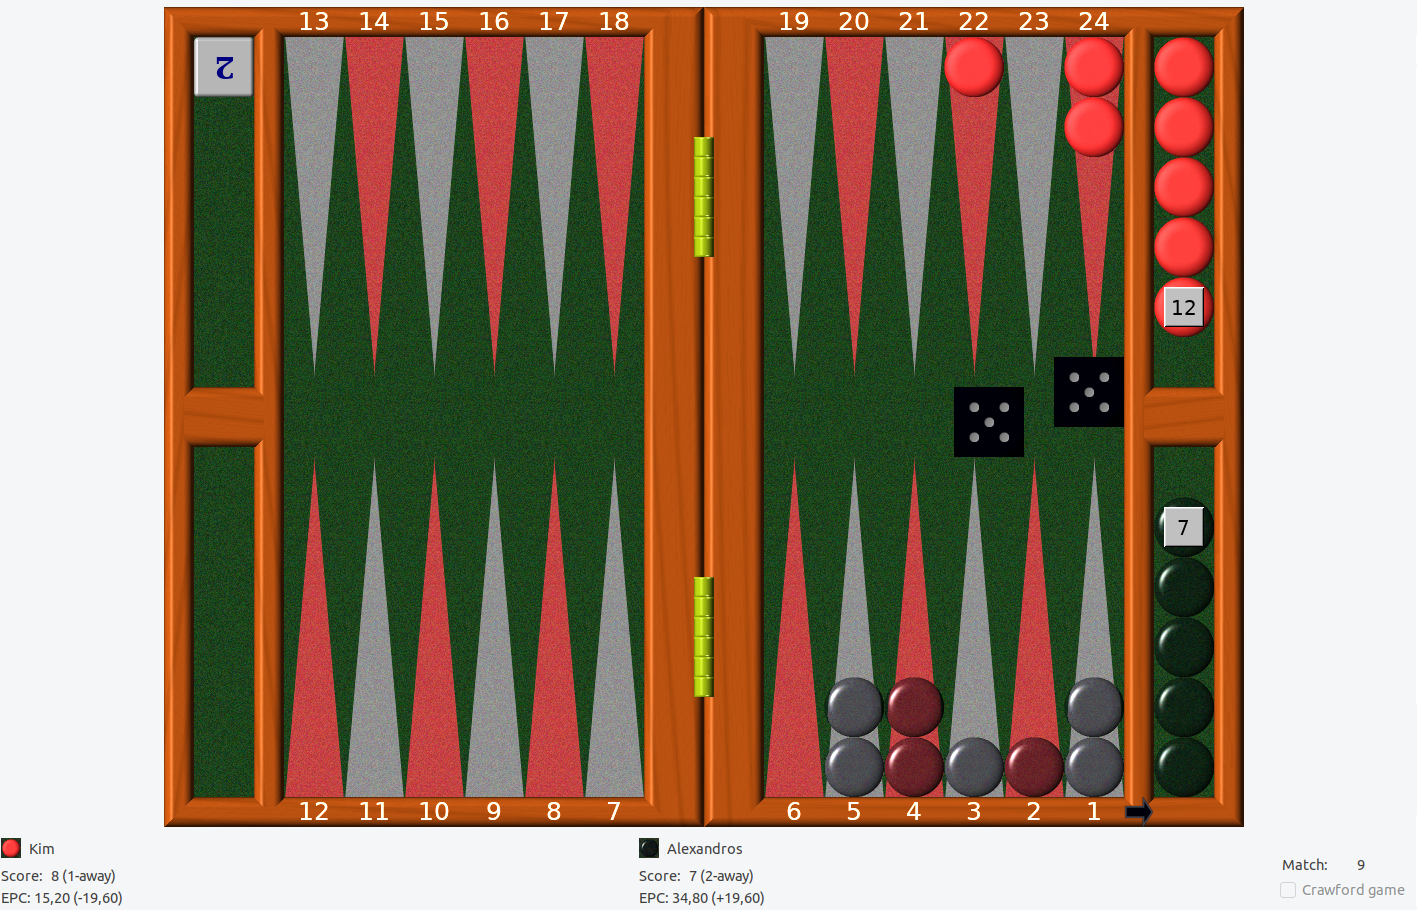 13 14 15 16 17 18 19 20 21 22 23 24
2
12
7
12 11 10 9 8 7 6 5 4 3 2 1
Kim
Score: 8 (1-away)
EPC: 15,20 (-19,60)
Alexandros
Score: 7 (2-away)
EPC: 34,80 (+19,60)
Match: 9
Crawford game